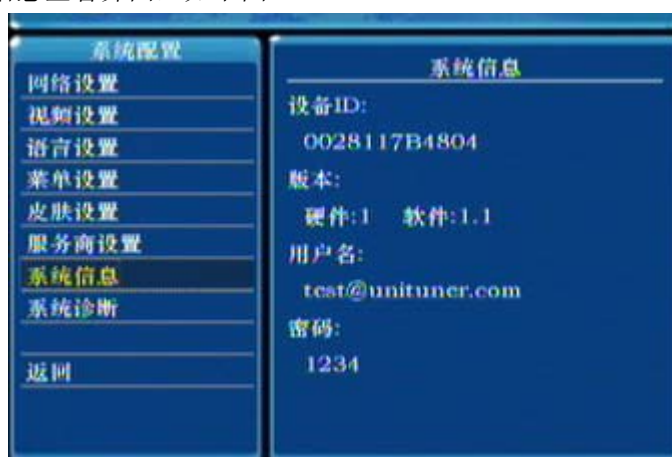 系统配置
网络设置
视频设置
语言设置
菜单设置
皮肤设置
服务商设置
系统信息
系统诊断
返回
系统信息
设备ID:
0028117B4804
版本:
硬件:1 软件:1.1
用户名:
test@unituner.com
密码:
1234